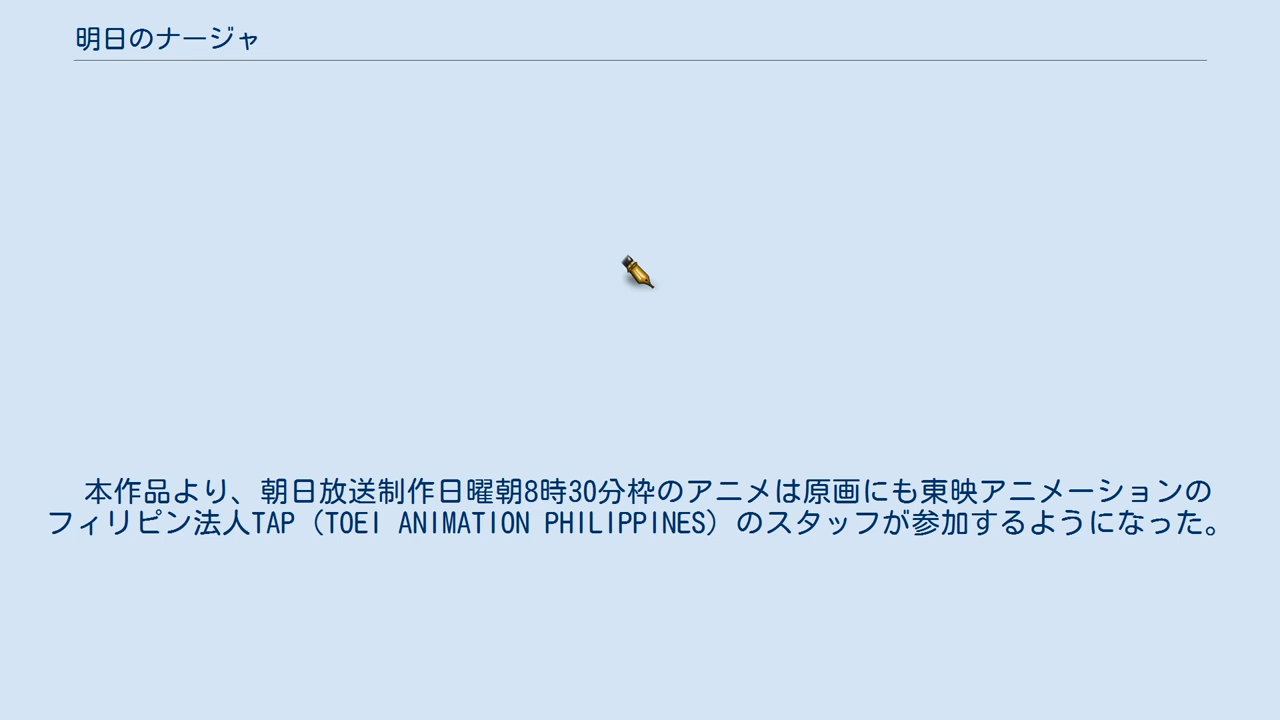 明日のナージャ
本作品より、朝日放送制作日曜朝8時30分枠のアニメは原画にも東映アニメーションの
フィリピン法人TAP（TOEI ANIMATION PHILIPPINES）のスタッフが参加するようになった。